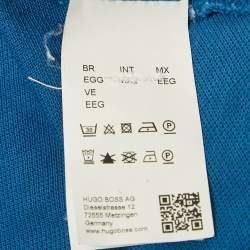 BR INT MX
EGG EEG
VE
EEG
HUGO BOSS AG
Dieselstrasse 12
72555 Metzingen
Germany
www.hugoboss.com